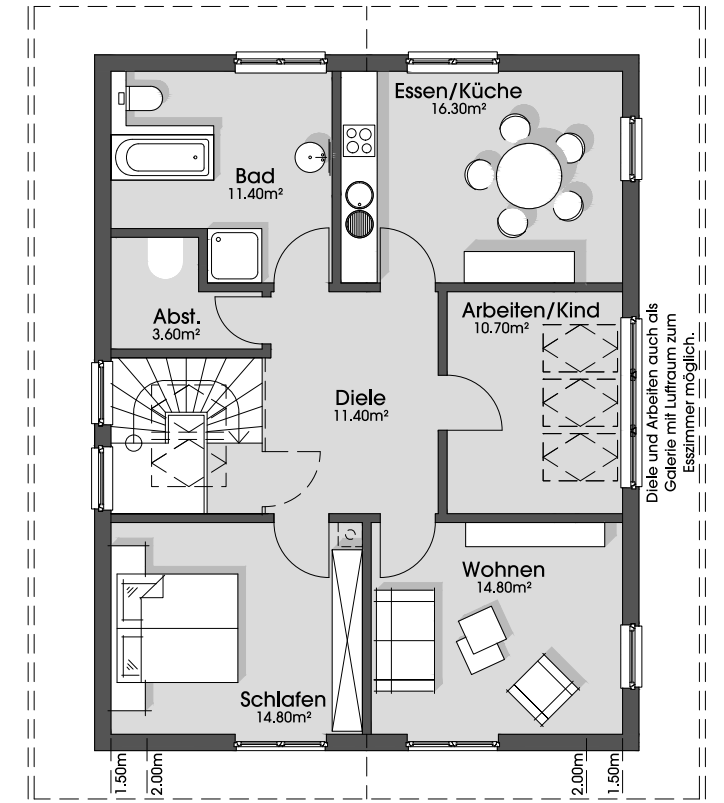 Essen/Küche
16.30m²
Bad
11.40m²
Abst.
3.60m²
Arbeiten/Kind
10.70m²
Diele
11.40m²
Diele und Arbeiten auch als
Galerie mit Luftraum zum
Esszimmer möglich.
Wohnen
14.80m²
Schlafen
14.80m²
1.50m
2.00m
2.00m
1.50m